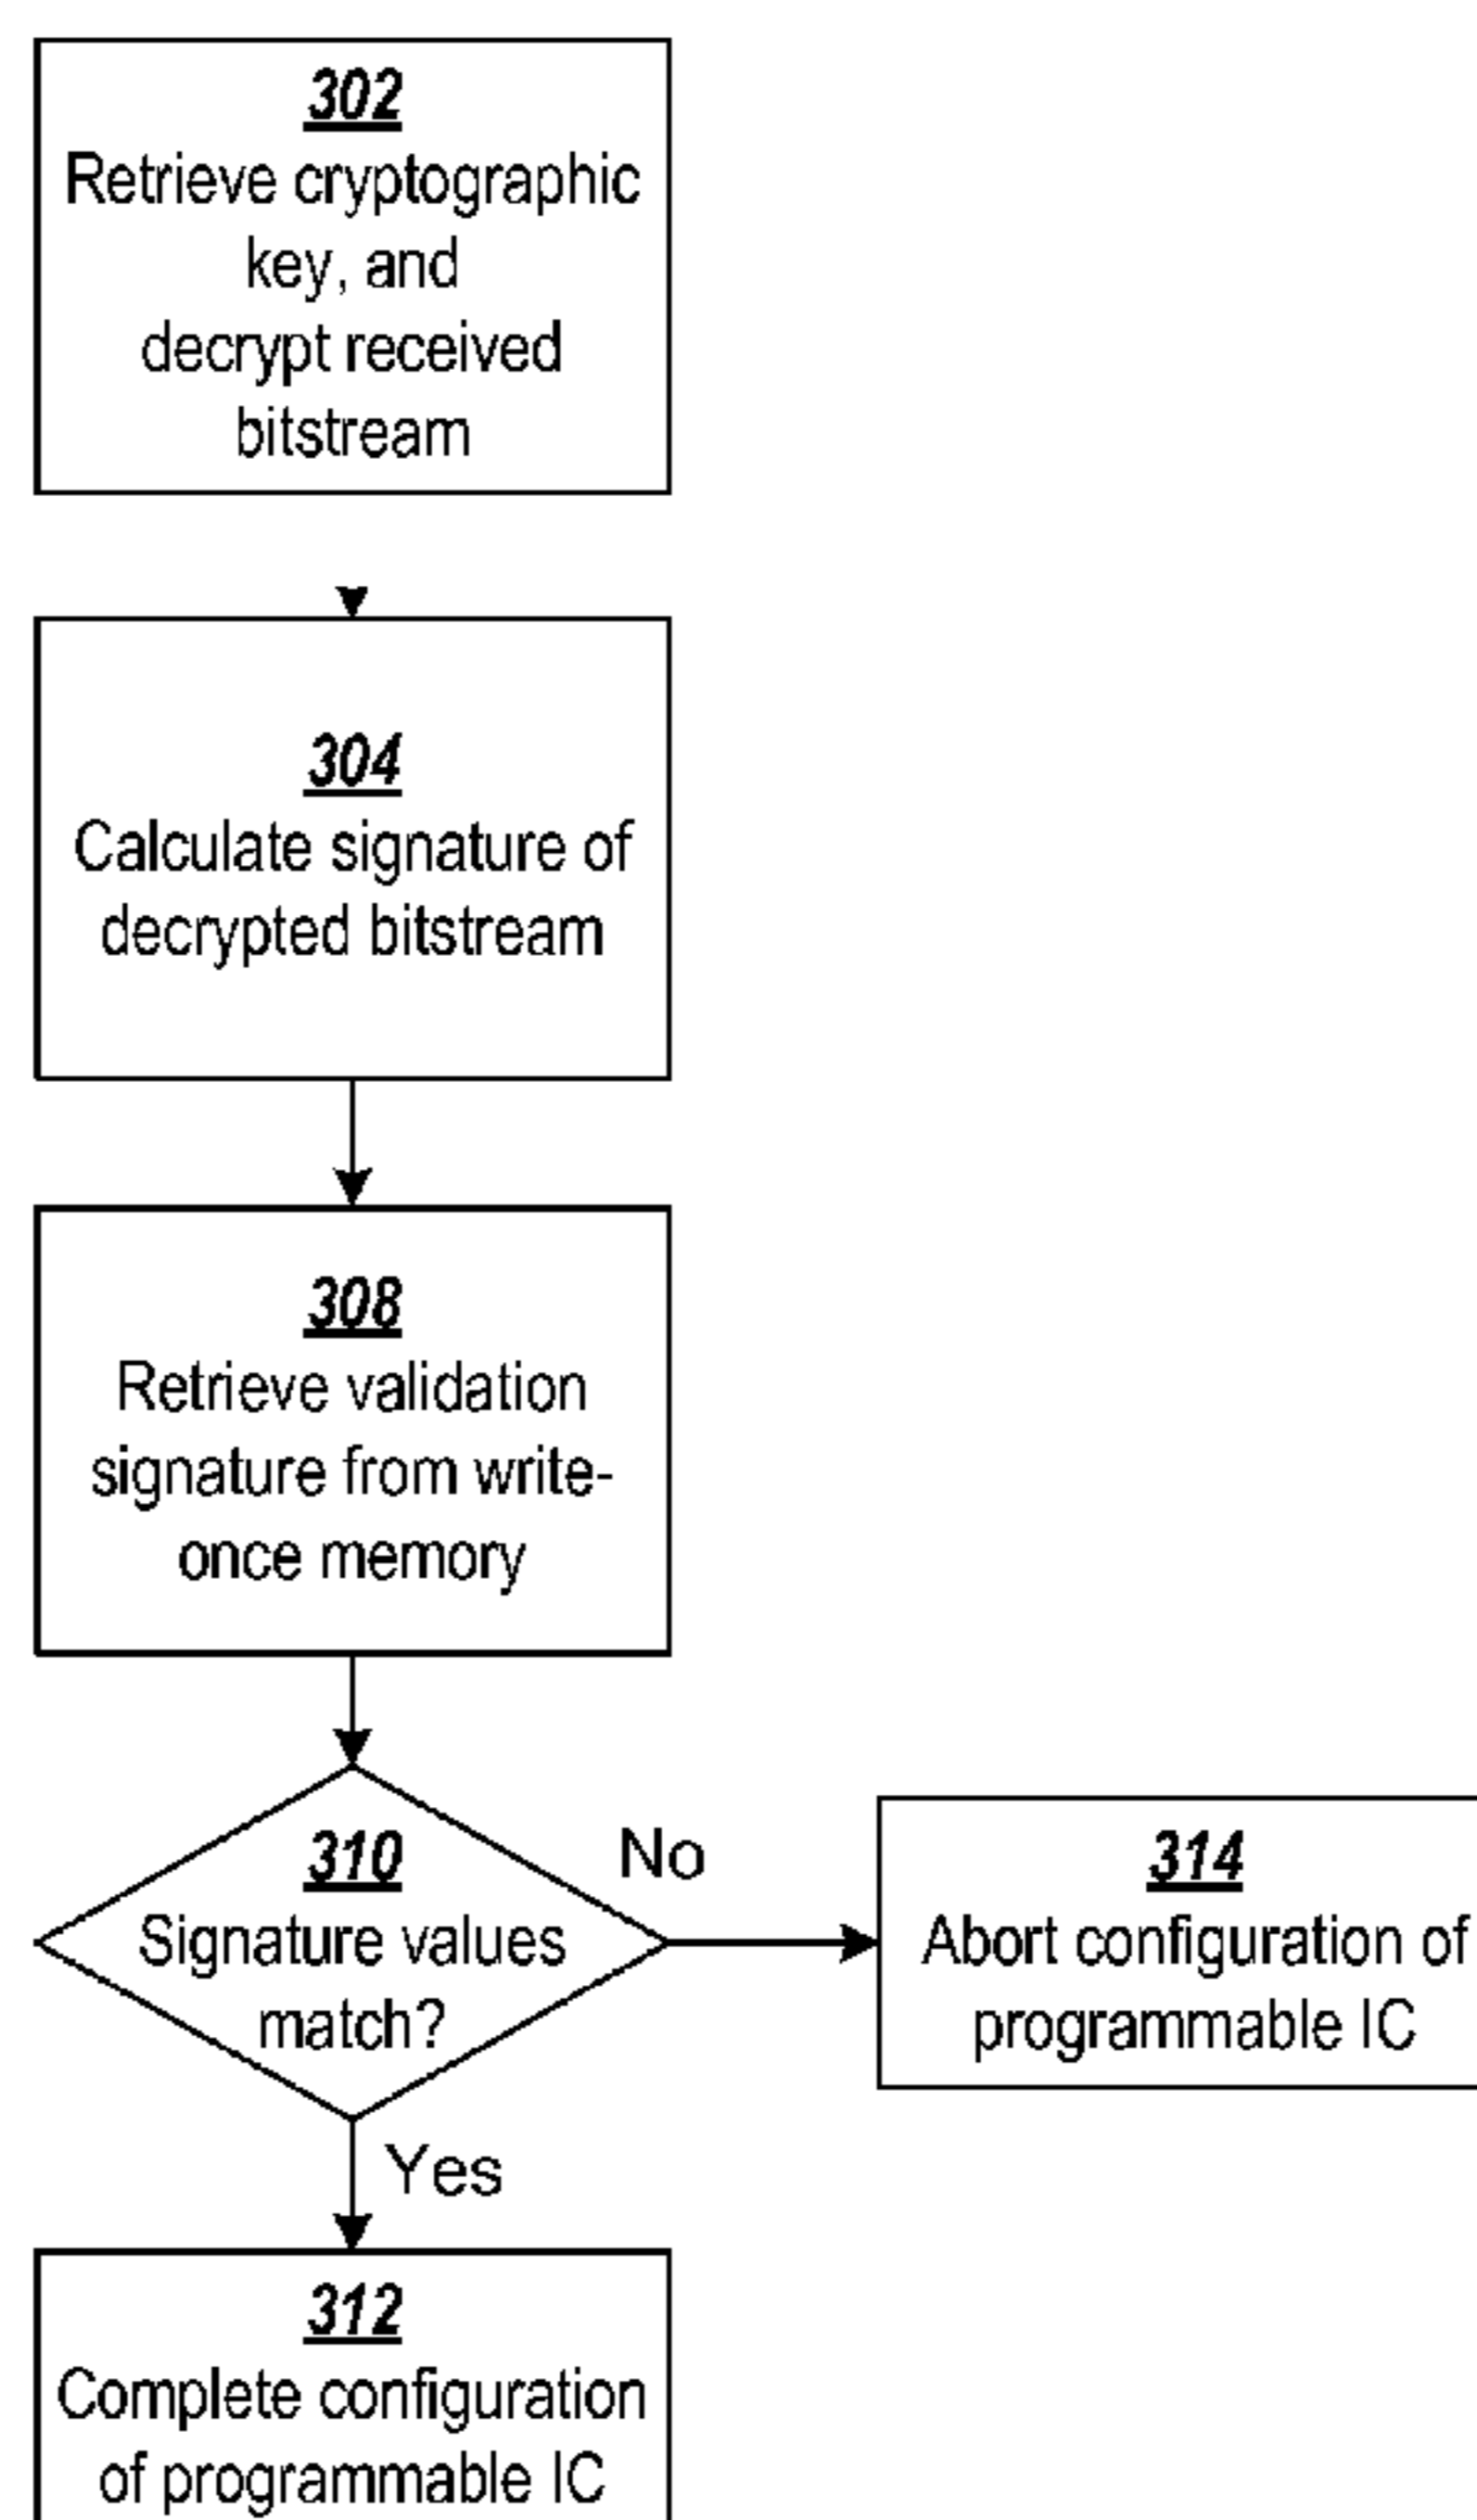 302
Retrieve cryptographic
key, and
decrypt received
bitstream
304
Calculate signature of
decrypted bitstream
308
Retrieve validation
signature from write-
once memory
310
Signature values
match?
No
314
Abort configuration of
programmable IC
Yes
312
Complete configuration
of programmable IC